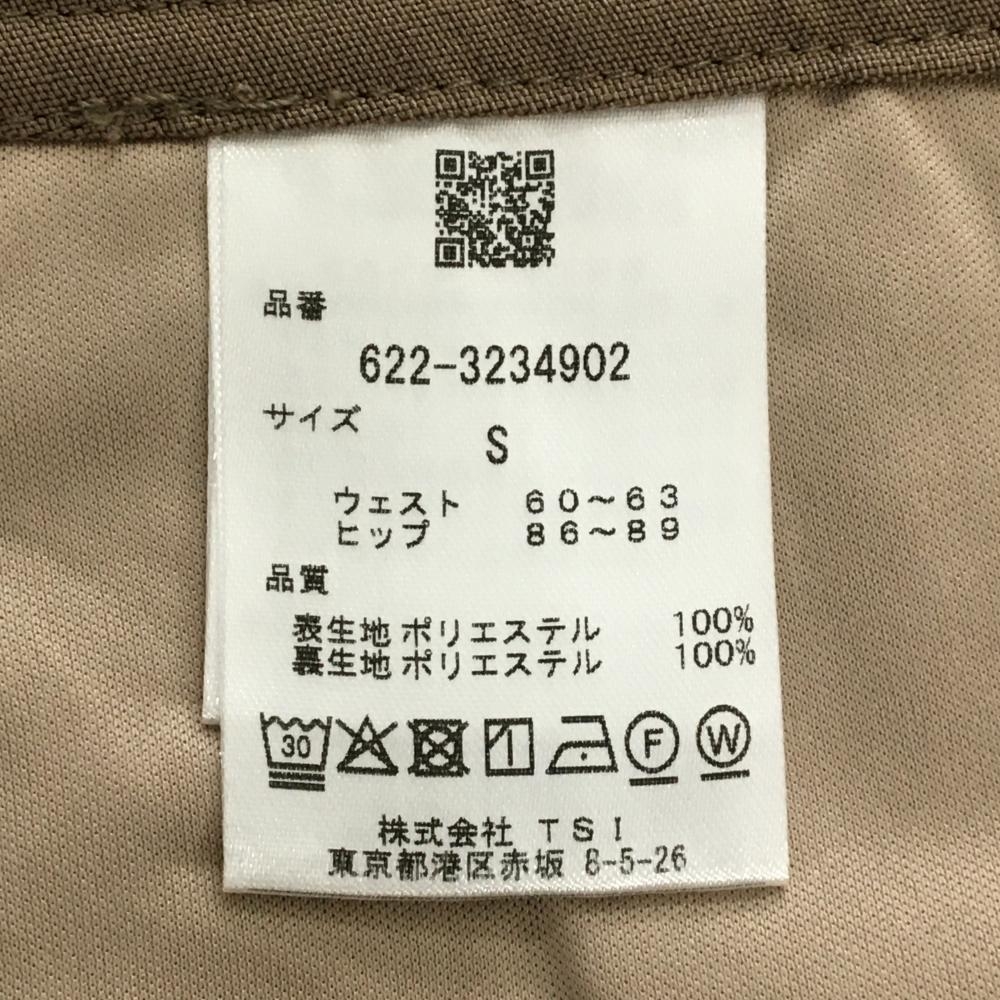 品番
622-3234902
サイズ
S
ウェスト 60～63
ヒップ 86～89
品質
表生地 ポリエステル 100%
裏生地 ポリエステル 100%
30 F W
株式会社 TSI
東京都港区赤坂 8-5-26